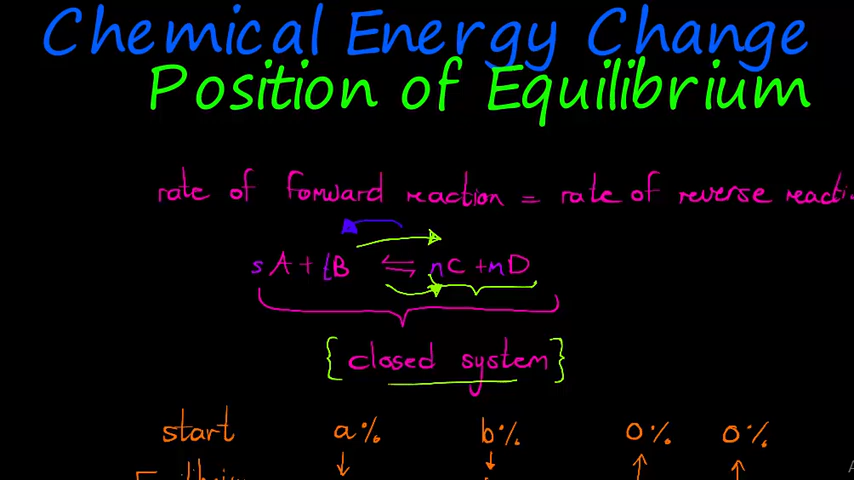 Chemical Energy Change
Position of Equilibrium
rate of forward reaction = rate of reverse reacti
sA + tB ⇌ nC + nD
{ closed system }
start a% b% 0% 0%